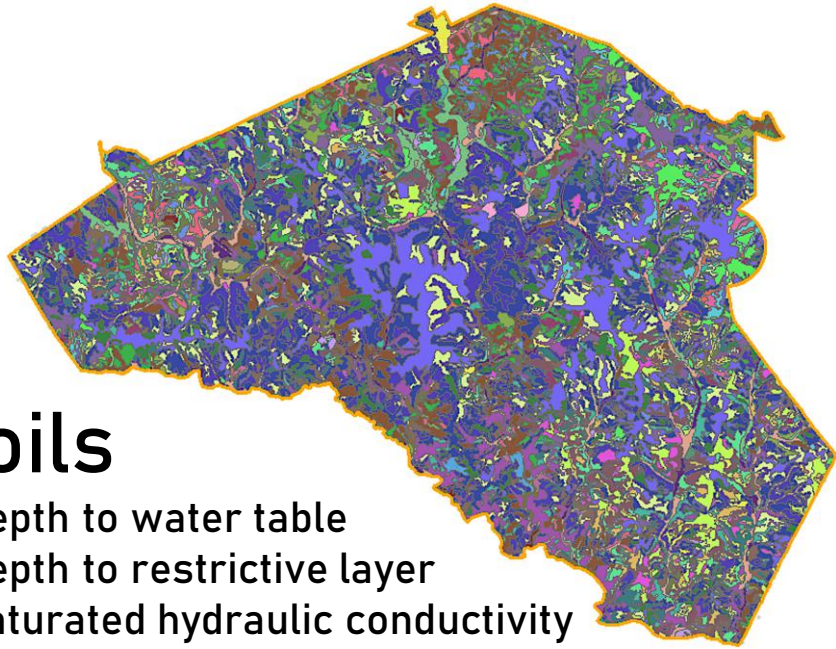 oils
epth to water table
epth to restrictive layer
aturated hydraulic conductivity